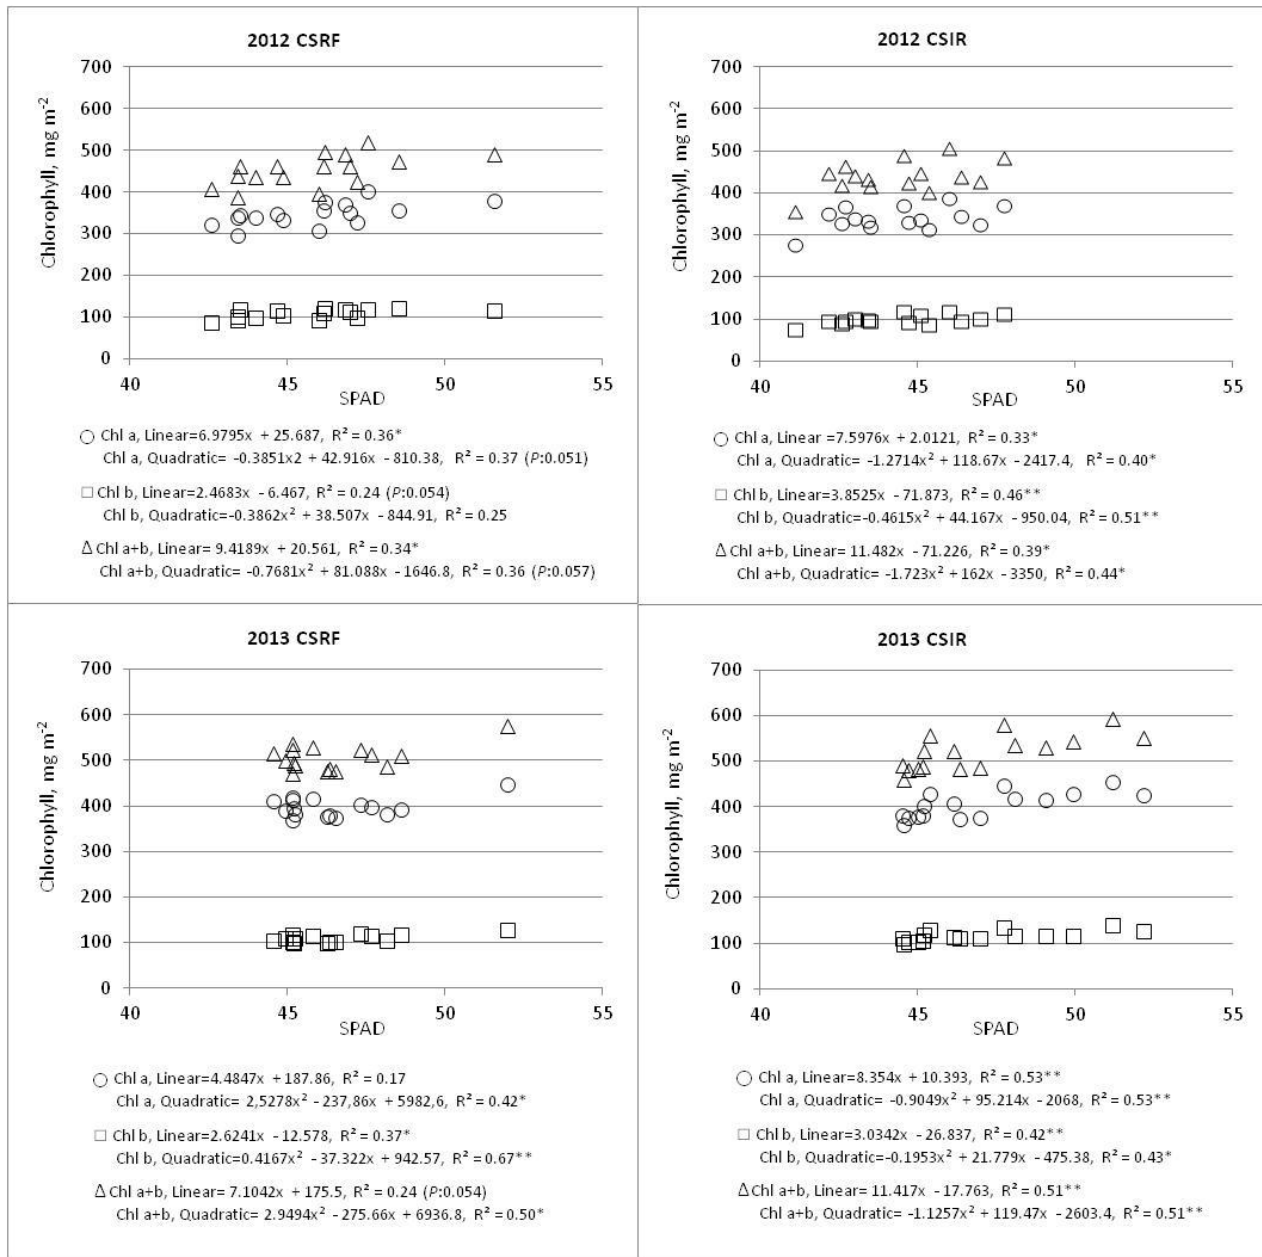 2012 CSRF
Chlorophyll, mg m⁻²
700
600
500
400
300
200
100
0
40 45 50 55
SPAD
○ Chl a, Linear=6.9795x + 25.687, R² = 0.36*
Chl a, Quadratic= -0.3851x2 + 42.916x - 810.38, R² = 0.37 (P:0.051)
□ Chl b, Linear=2.4683x - 6.467, R² = 0.24 (P:0.054)
Chl b, Quadratic=-0.3862x² + 38.507x - 844.91, R² = 0.25
Δ Chl a+b, Linear= 9.4189x + 20.561, R² = 0.34*
Chl a+b, Quadratic= -0.7681x² + 81.088x - 1646.8, R² = 0.36 (P:0.057)
2012 CSIR
Chlorophyll, mg m⁻²
700
600
500
400
300
200
100
0
40 45 50 55
SPAD
○ Chl a, Linear =7.5976x + 2.0121, R² = 0.33*
Chl a, Quadratic= -1.2714x² + 118.67x - 2417.4, R² = 0.40*
□ Chl b, Linear=3.8525x - 71.873, R² = 0.46**
Chl b, Quadratic=-0.4615x² + 44.167x - 950.04, R² = 0.51**
Δ Chl a+b, Linear= 11.482x - 71.226, R² = 0.39*
Chl a+b, Quadratic= -1.723x² + 162x - 3350, R² = 0.44*
2013 CSRF
Chlorophyll, mg m⁻²
700
600
500
400
300
200
100
0
40 45 50 55
SPAD
○ Chl a, Linear=4.4847x + 187.86, R² = 0.17
Chl a, Quadratic= 2,5278x² - 237,86x + 5982,6, R² = 0.42*
□ Chl b, Linear=2.6241x - 12.578, R² = 0.37*
Chl b, Quadratic=0.4167x² - 37.322x + 942.57, R² = 0.67**
Δ Chl a+b, Linear= 7.1042x + 175.5, R² = 0.24 (P:0.054)
Chl a+b, Quadratic= 2.9494x² - 275.66x + 6936.8, R² = 0.50*
2013 CSIR
Chlorophyll, mg m⁻²
700
600
500
400
300
200
100
0
40 45 50 55
SPAD
○ Chl a, Linear=8.354x + 10.393, R² = 0.53**
Chl a, Quadratic= -0.9049x² + 95.214x - 2068, R² = 0.53**
□ Chl b, Linear=3.0342x - 26.837, R² = 0.42**
Chl b, Quadratic=-0.1953x² + 21.779x - 475.38, R² = 0.43*
Δ Chl a+b, Linear= 11.417x - 17.763, R² = 0.51**
Chl a+b, Quadratic= -1.1257x² + 119.47x - 2603.4, R² = 0.51**